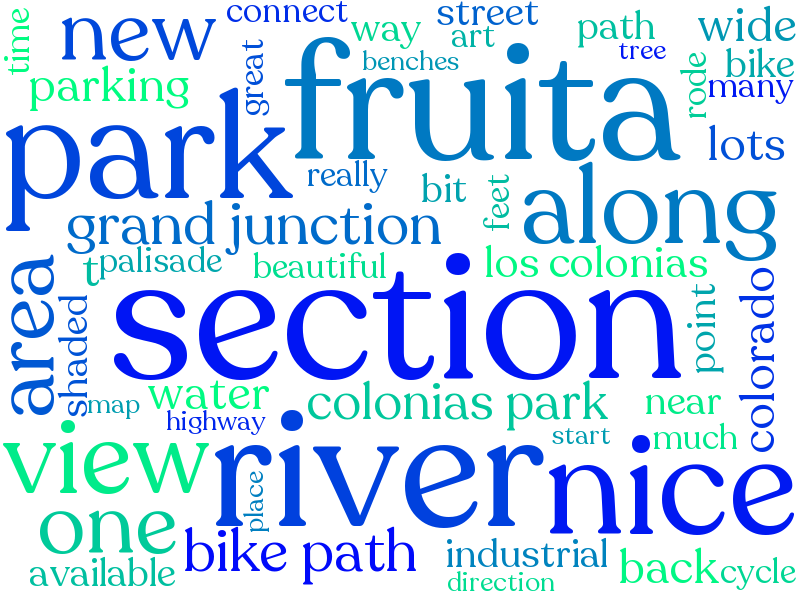 time
new
connect
street
way
art
path
wide
tree
bike
benches
parking
great
fruita
rode
many
park
really
bit
lots
feet
along
grand junction
t
palisade
beautiful
los colonias
area
shaded
section
point
colorado
map
water
highway
colonias park
near
start
much
view
river
nice
place
one
bike path
industrial
available
direction
back
cycle